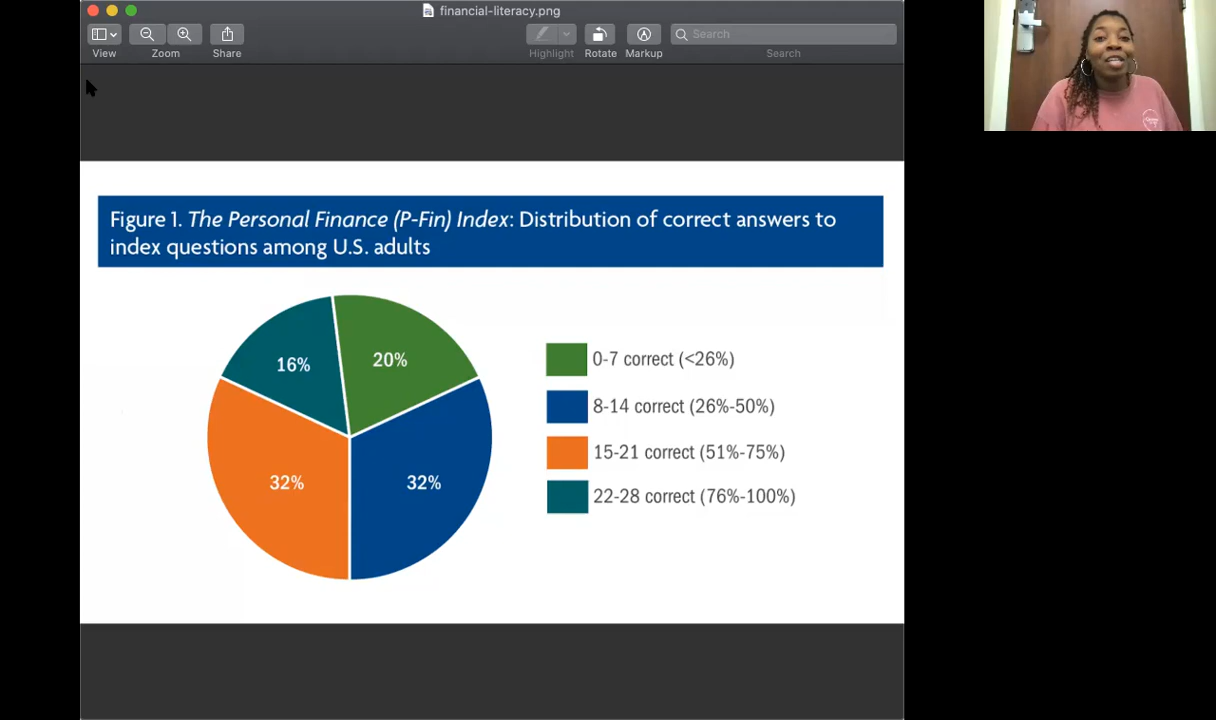 financial-literacy.png
View
Zoom
Share
Highlight
Rotate
Markup
Search
Search
Figure 1. The Personal Finance (P-Fin) Index: Distribution of correct answers to
index questions among U.S. adults
16%
20%
32%
32%
0-7 correct (<26%)
8-14 correct (26%-50%)
15-21 correct (51%-75%)
22-28 correct (76%-100%)